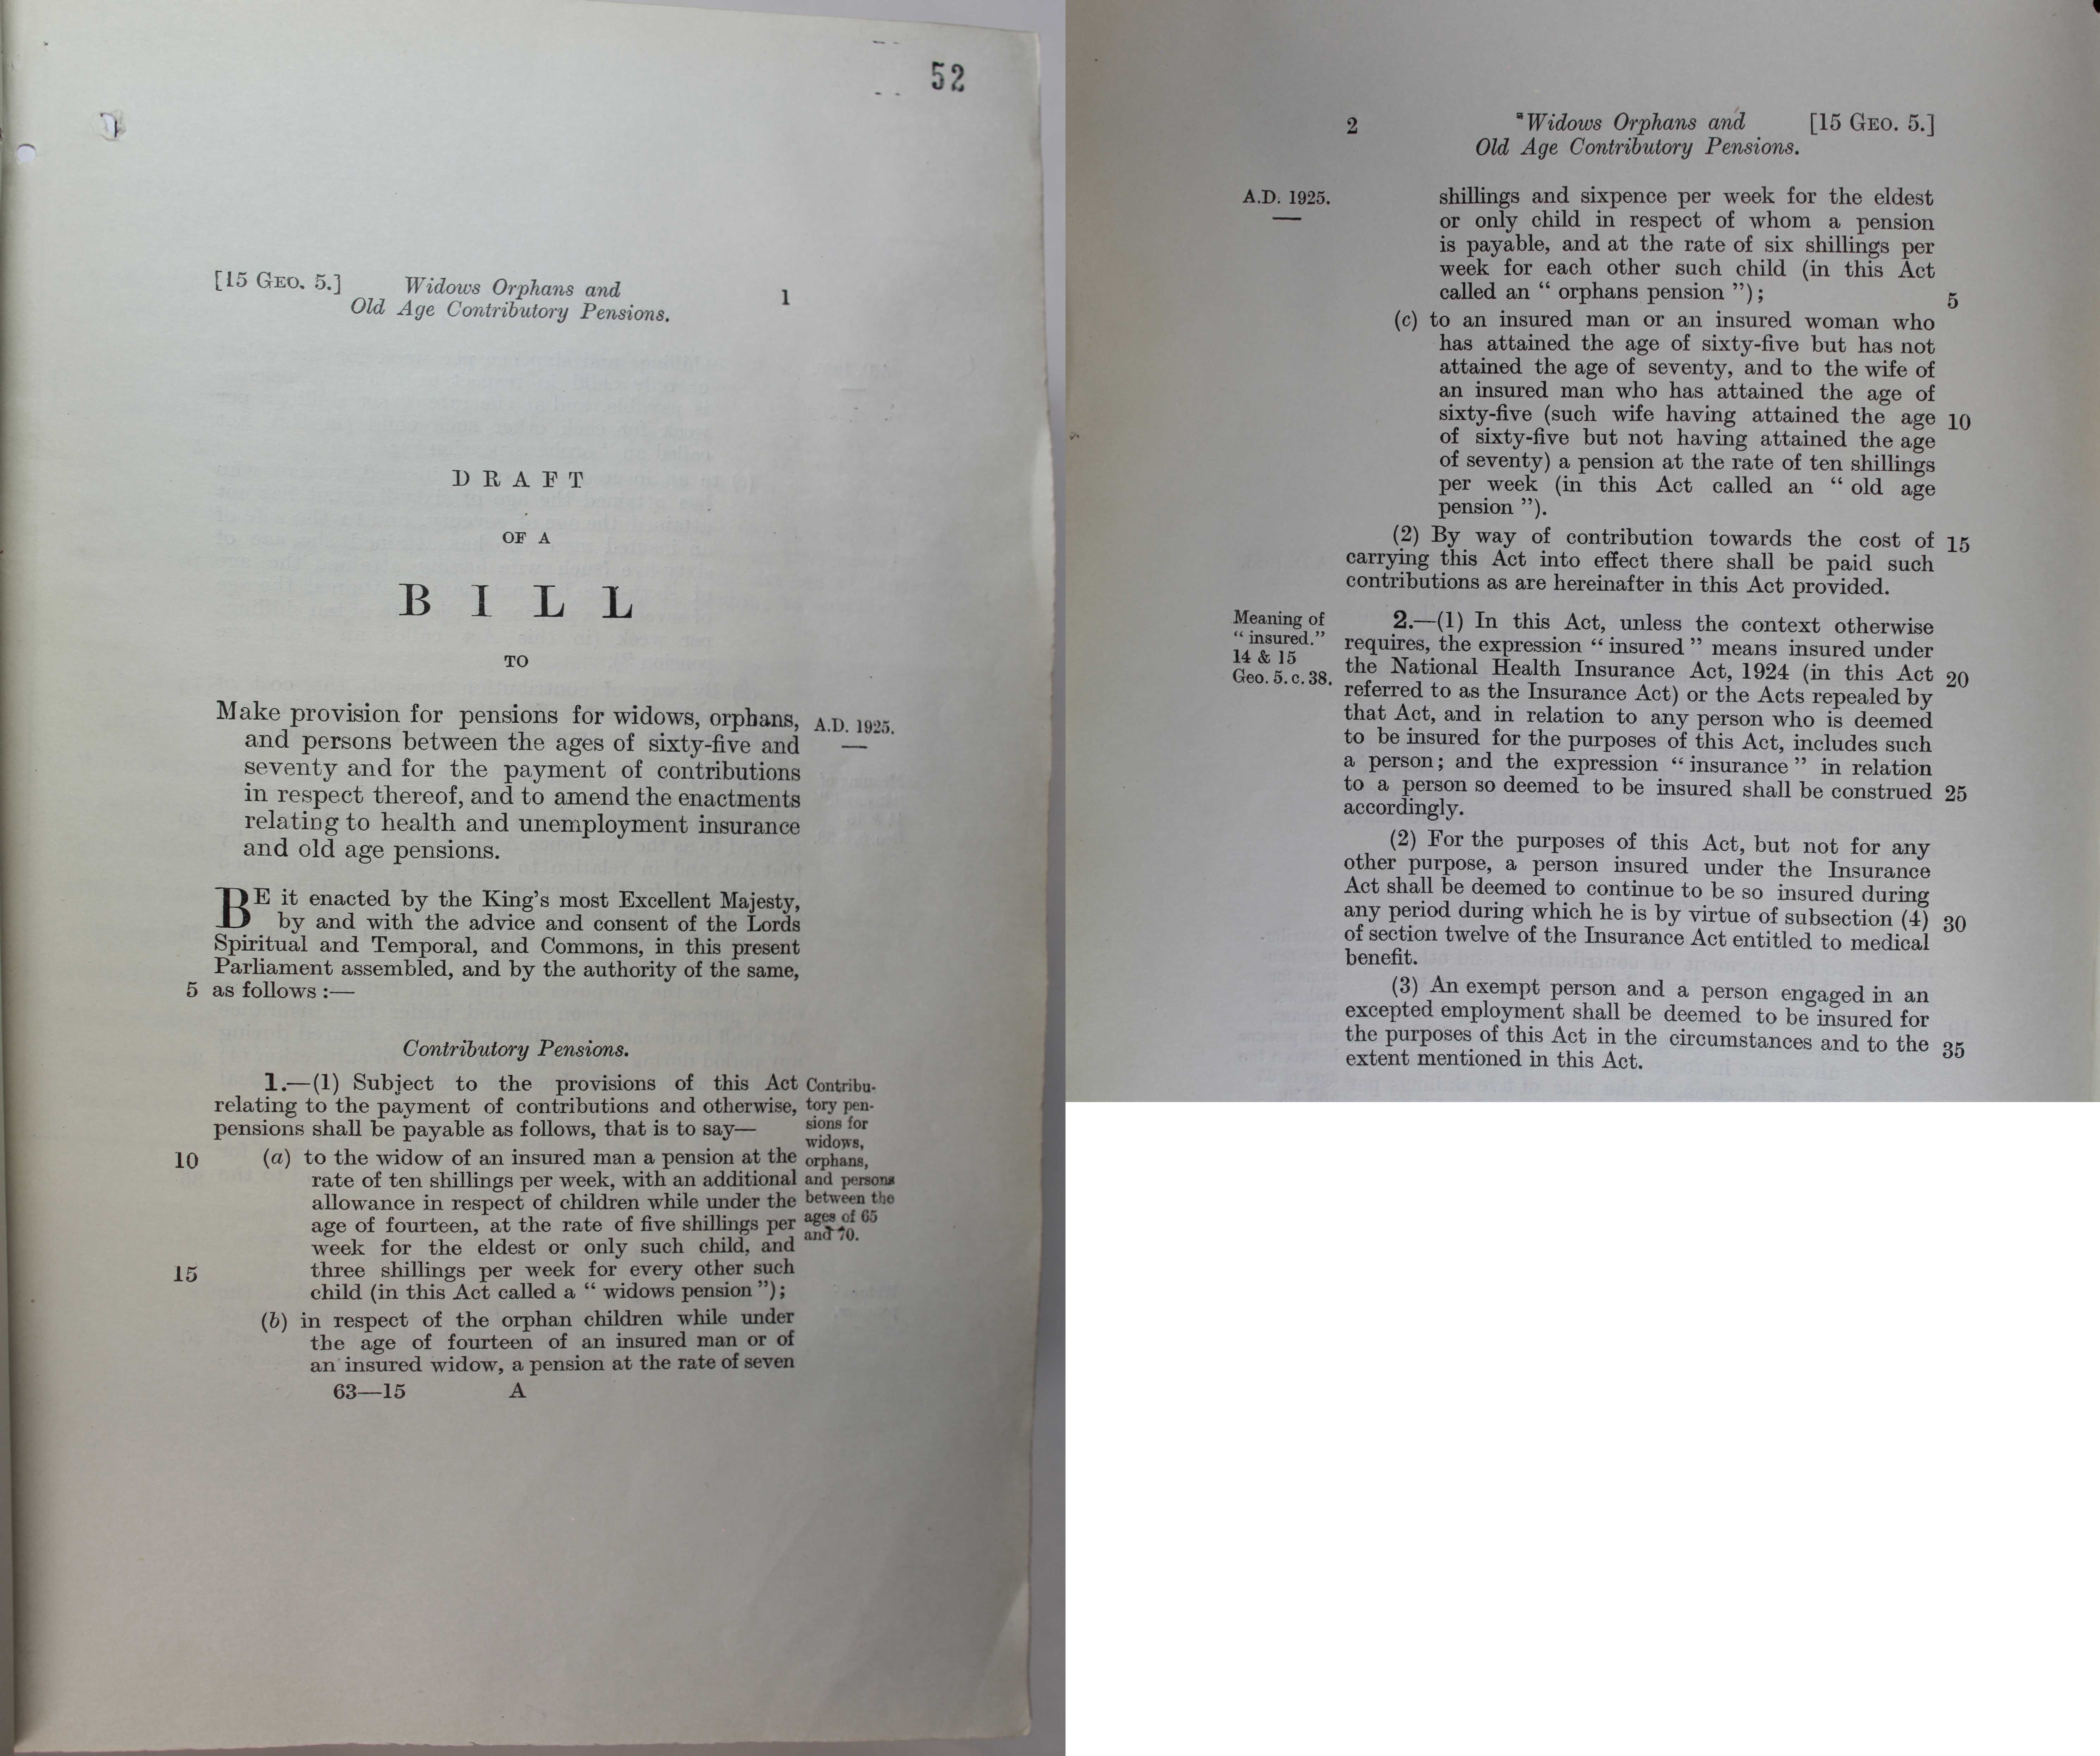 52
[15 GEO. 5.] Widows Orphans and 1
Old Age Contributory Pensions.
DRAFT
OF A
BILL
TO
Make provision for pensions for widows, orphans, A.D. 1925.
and persons between the ages of sixty-five and
seventy and for the payment of contributions
in respect thereof, and to amend the enactments
relating to health and unemployment insurance
and old age pensions.
BE it enacted by the King's most Excellent Majesty,
by and with the advice and consent of the Lords
Spiritual and Temporal, and Commons, in this present
Parliament assembled, and by the authority of the same,
5 as follows :—
Contributory Pensions.
1.—(1) Subject to the provisions of this Act
relating to the payment of contributions and otherwise,
pensions shall be payable as follows, that is to say—
Contribu-
tory pen-
sions for
widows,
orphans,
and persons
between the
ages of 65
and 70.
10 (a) to the widow of an insured man a pension at the
rate of ten shillings per week, with an additional
allowance in respect of children while under the
age of fourteen, at the rate of five shillings per
week for the eldest or only such child, and
15 three shillings per week for every other such
child (in this Act called a " widows pension ");
(b) in respect of the orphan children while under
the age of fourteen of an insured man or of
an insured widow, a pension at the rate of seven
63—15 A
2 Widows Orphans and [15 GEO. 5.]
Old Age Contributory Pensions.
A.D. 1925.
shillings and sixpence per week for the eldest
or only child in respect of whom a pension
is payable, and at the rate of six shillings per
week for each other such child (in this Act
called an " orphans pension "); 5
(c) to an insured man or an insured woman who
has attained the age of sixty-five but has not
attained the age of seventy, and to the wife of
an insured man who has attained the age of
sixty-five (such wife having attained the age 10
of sixty-five but not having attained the age
of seventy) a pension at the rate of ten shillings
per week (in this Act called an " old age
pension ").
(2) By way of contribution towards the cost of 15
carrying this Act into effect there shall be paid such
contributions as are hereinafter in this Act provided.
Meaning of
" insured."
14 & 15
Geo. 5. c. 38.
2.—(1) In this Act, unless the context otherwise
requires, the expression " insured " means insured under
the National Health Insurance Act, 1924 (in this Act 20
referred to as the Insurance Act) or the Acts repealed by
that Act, and in relation to any person who is deemed
to be insured for the purposes of this Act, includes such
a person; and the expression " insurance " in relation
to a person so deemed to be insured shall be construed 25
accordingly.
(2) For the purposes of this Act, but not for any
other purpose, a person insured under the Insurance
Act shall be deemed to continue to be so insured during
any period during which he is by virtue of subsection (4) 30
of section twelve of the Insurance Act entitled to medical
benefit.
(3) An exempt person and a person engaged in an
excepted employment shall be deemed to be insured for
the purposes of this Act in the circumstances and to the 35
extent mentioned in this Act.